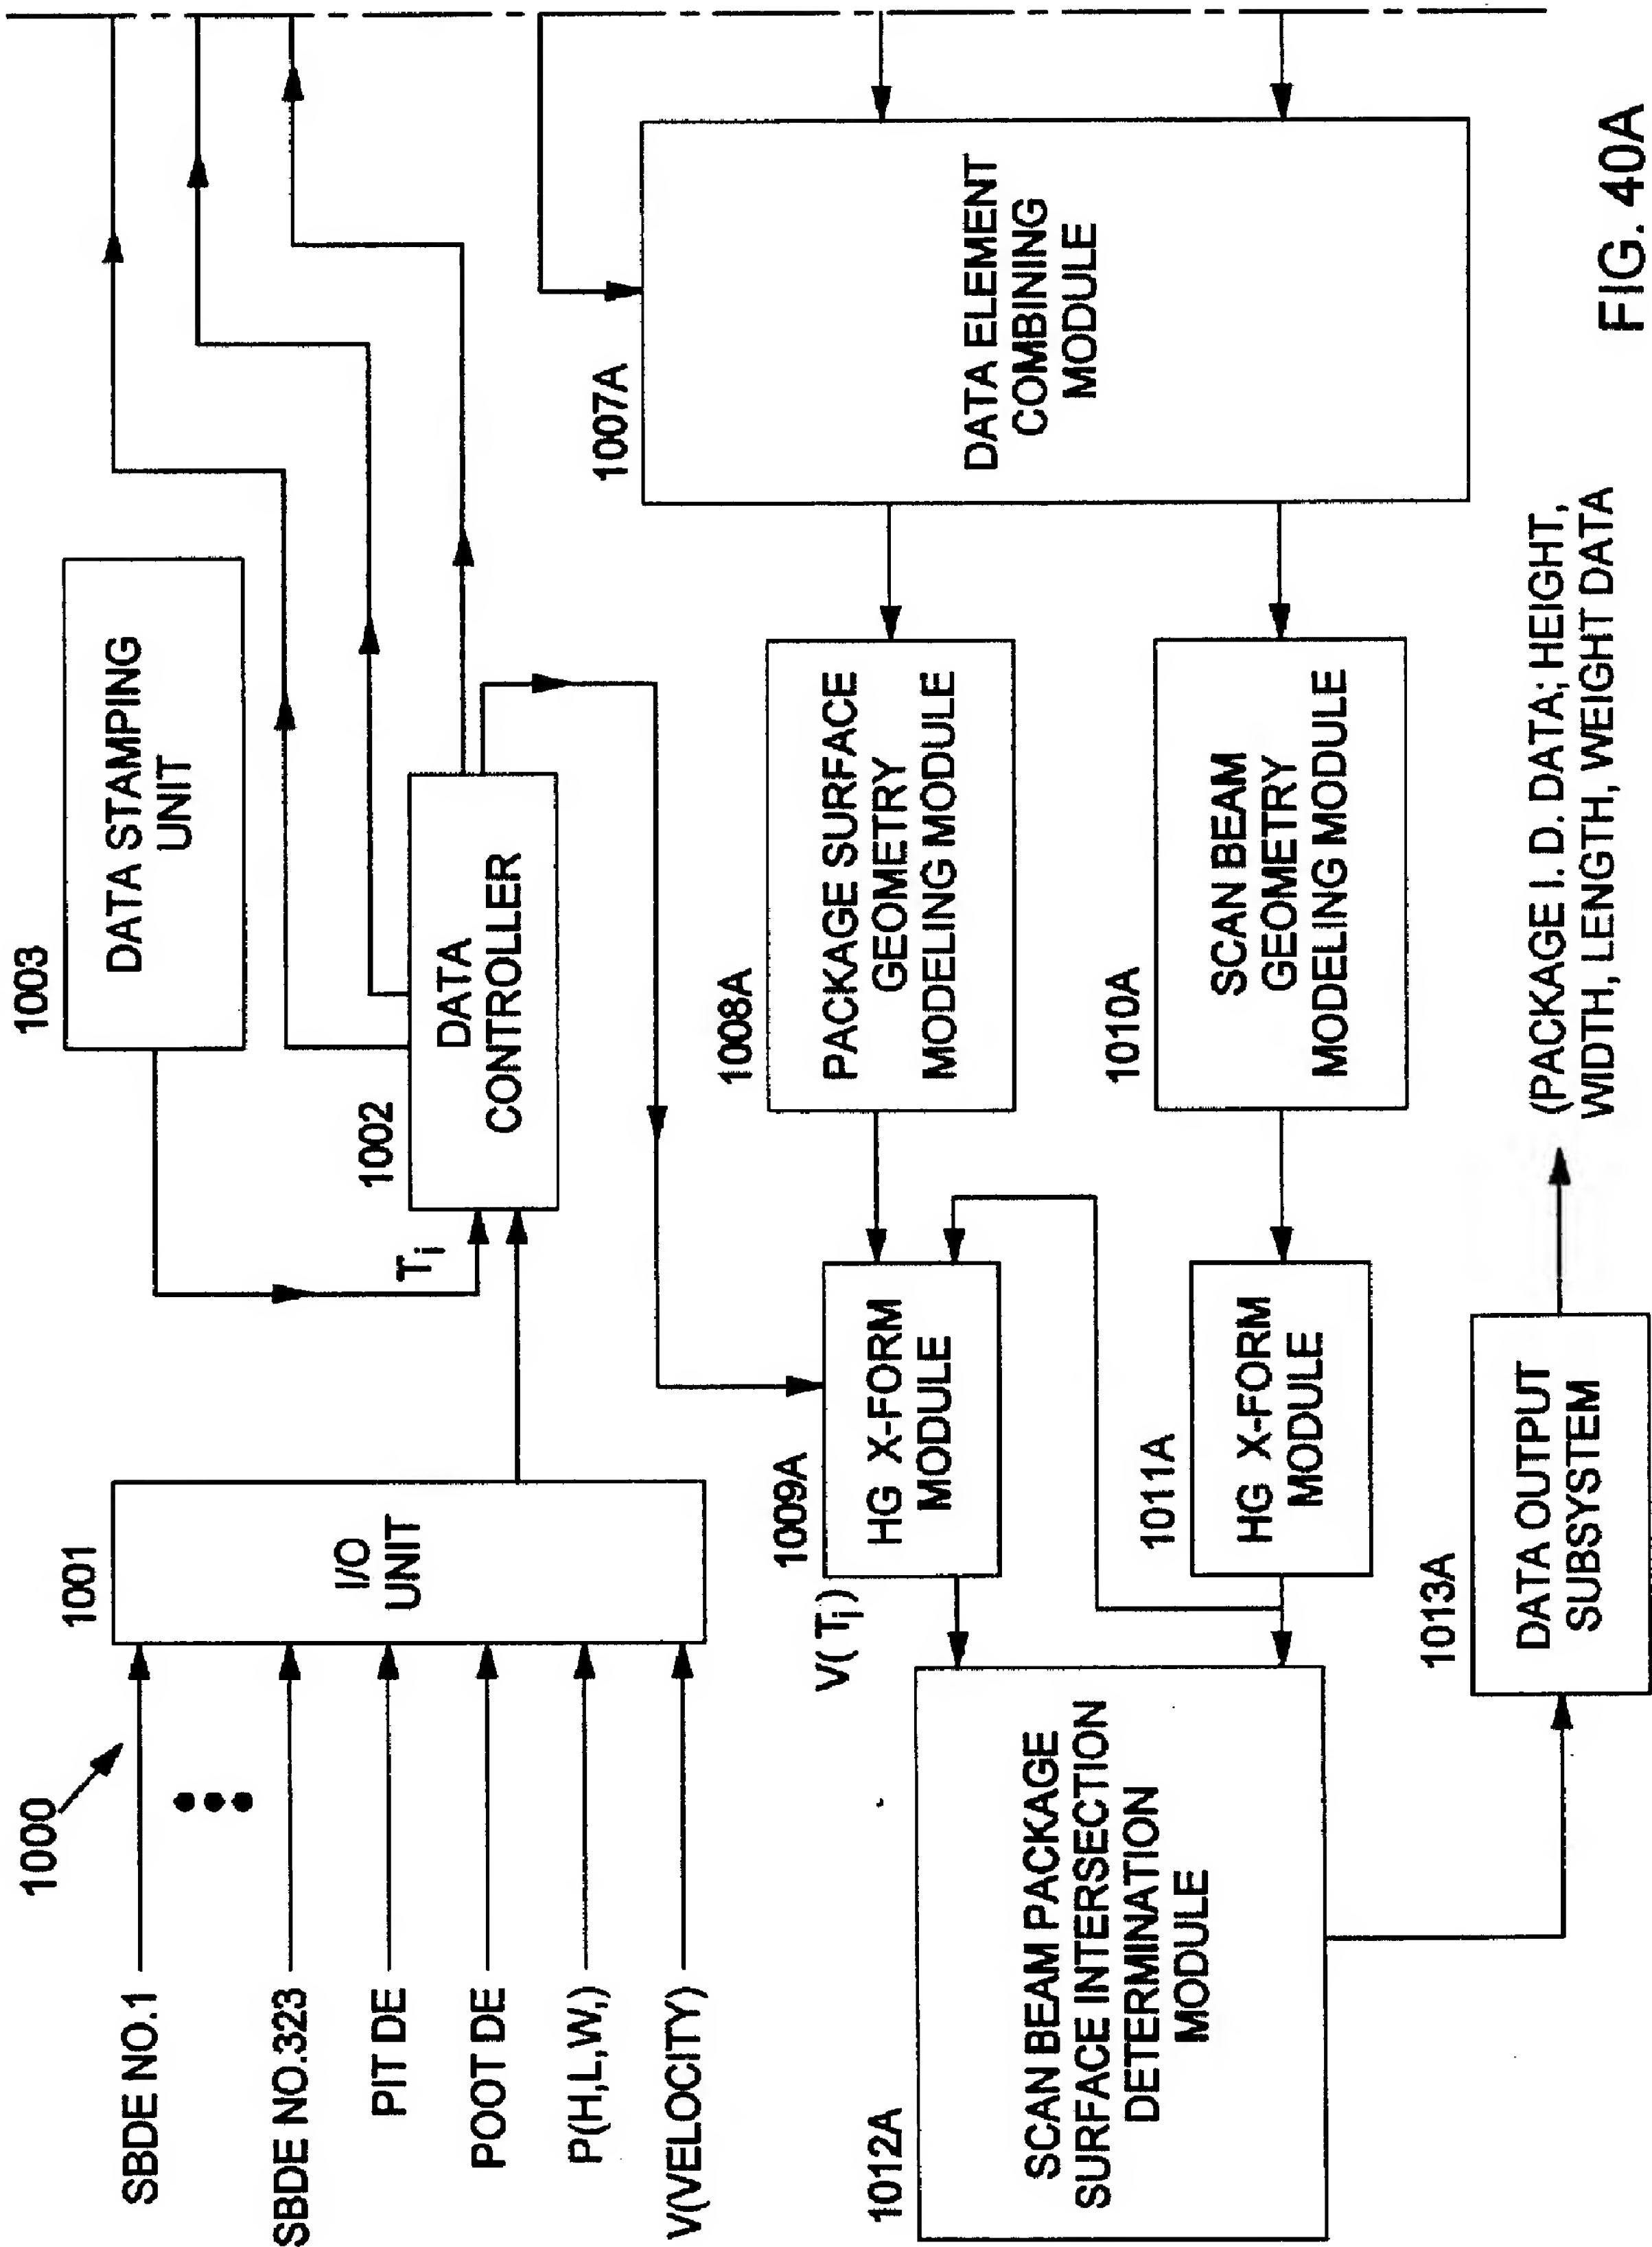 1000
SBDE NO.1
SBDE NO.323
PIT DE
POOT DE
P(H,L,W,)
V(VELOCITY)
1001
I/O
UNIT
1003
DATA STAMPING
UNIT
Ti
1002
DATA
CONTROLLER
1007A
DATA ELEMENT
COMBINING
MODULE
1008A
PACKAGE SURFACE
GEOMETRY
MODELING MODULE
1009A
HG X-FORM
MODULE
V(Ti)
1010A
SCAN BEAM
GEOMETRY
MODELING MODULE
1011A
HG X-FORM
MODULE
1012A
SCAN BEAM PACKAGE
SURFACE INTERSECTION
DETERMINATION
MODULE
1013A
DATA OUTPUT
SUBSYSTEM
(PACKAGE I. D. DATA; HEIGHT,
WIDTH, LENGTH, WEIGHT DATA
FIG. 40A